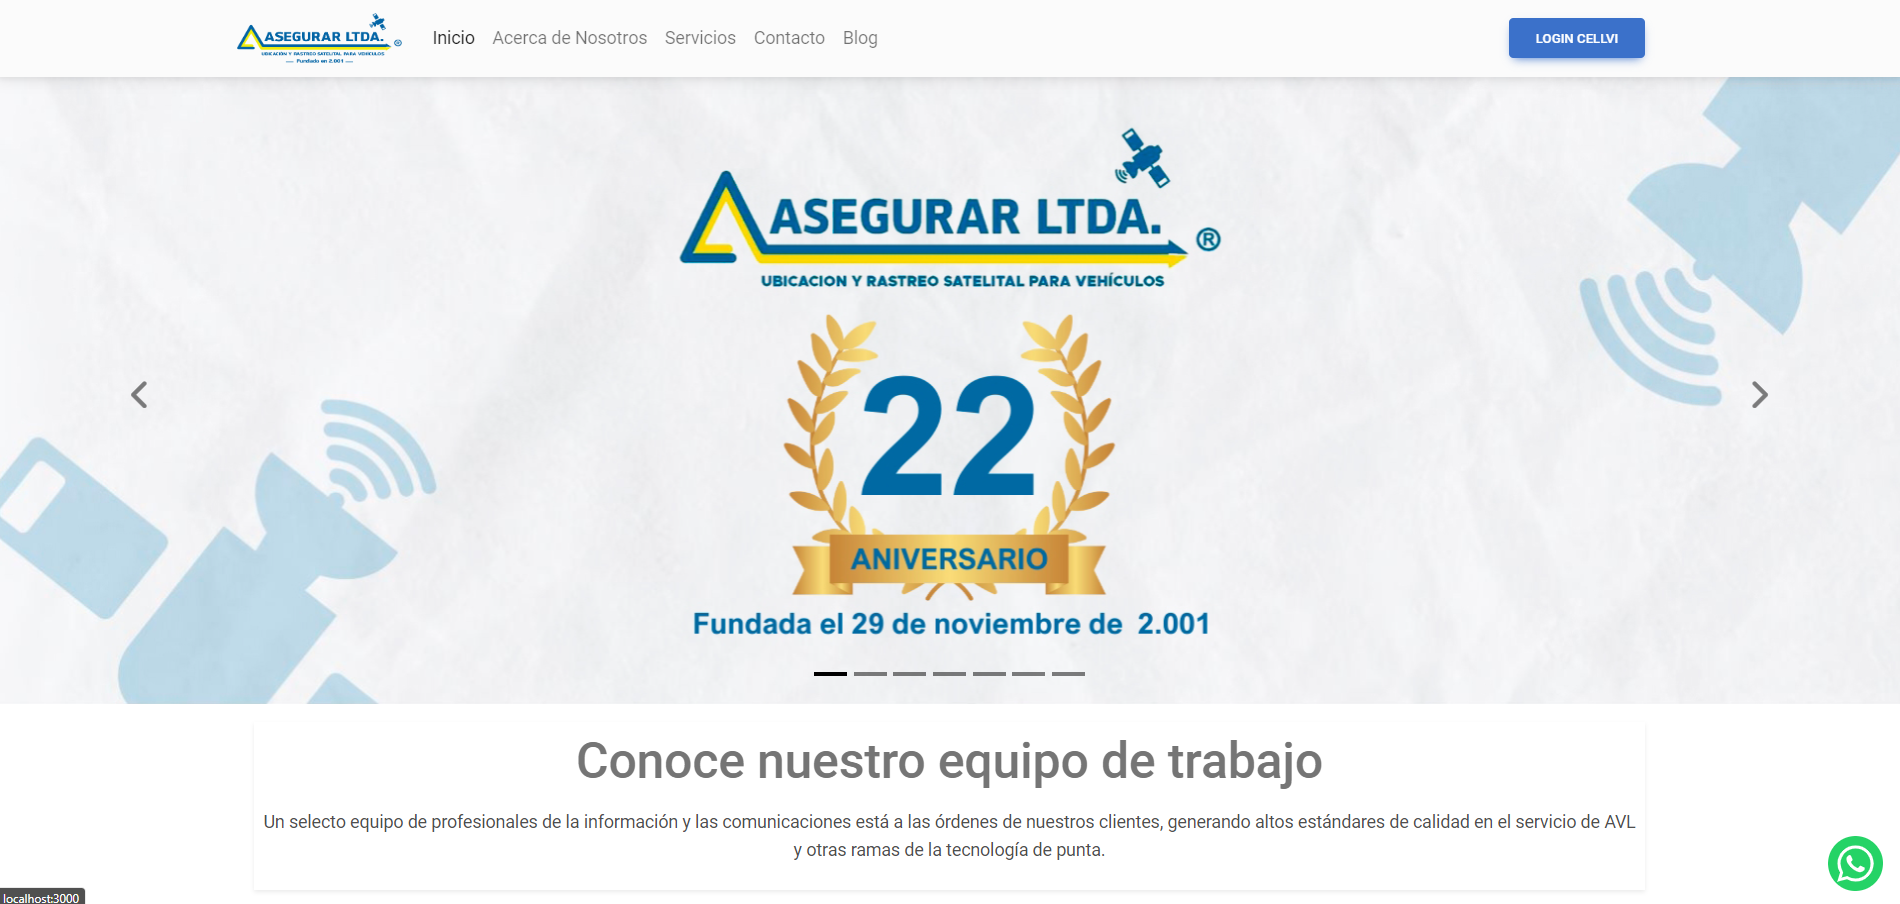 ASEGURAR LTDA.
®
UBICACION Y RASTREO SATELITAL PARA VEHÍCULOS
Fundado en 2.001
Inicio
Acerca de Nosotros
Servicios
Contacto
Blog
LOGIN CELLVI
ASEGURAR LTDA.
®
UBICACION Y RASTREO SATELITAL PARA VEHÍCULOS
22
ANIVERSARIO
Fundada el 29 de noviembre de 2.001
Conoce nuestro equipo de trabajo
Un selecto equipo de profesionales de la información y las comunicaciones está a las órdenes de nuestros clientes, generando altos estándares de calidad en el servicio de AVL
y otras ramas de la tecnología de punta.
localhost:3000